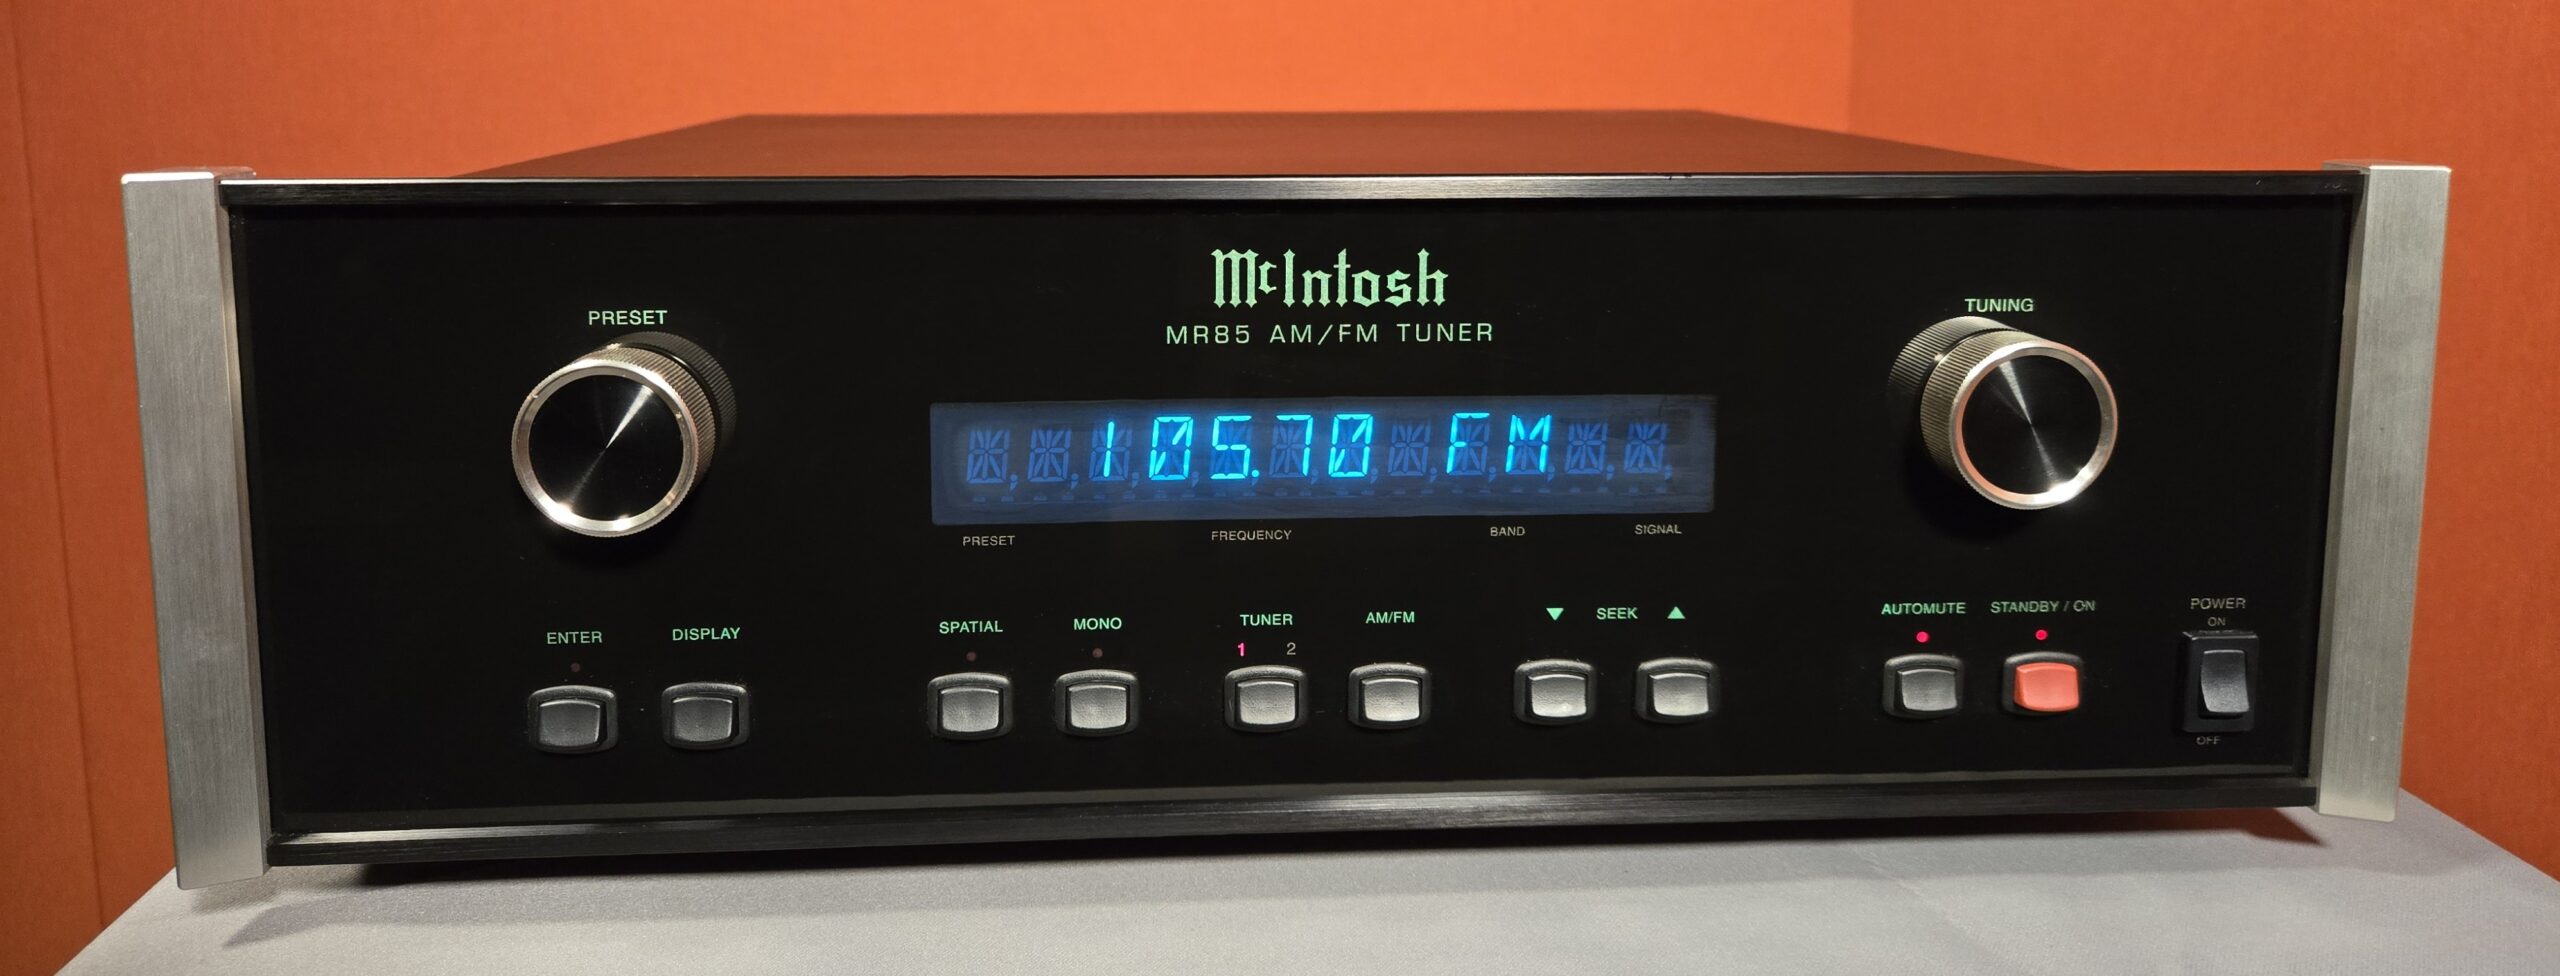 McIntosh
MR85 AM/FM TUNER
PRESET
TUNING
105.70 FM
PRESET
FREQUENCY
BAND
SIGNAL
ENTER
DISPLAY
SPATIAL
MONO
TUNER
1 2
AM/FM
▼ SEEK ▲
AUTOMUTE
STANDBY / ON
POWER
ON
OFF